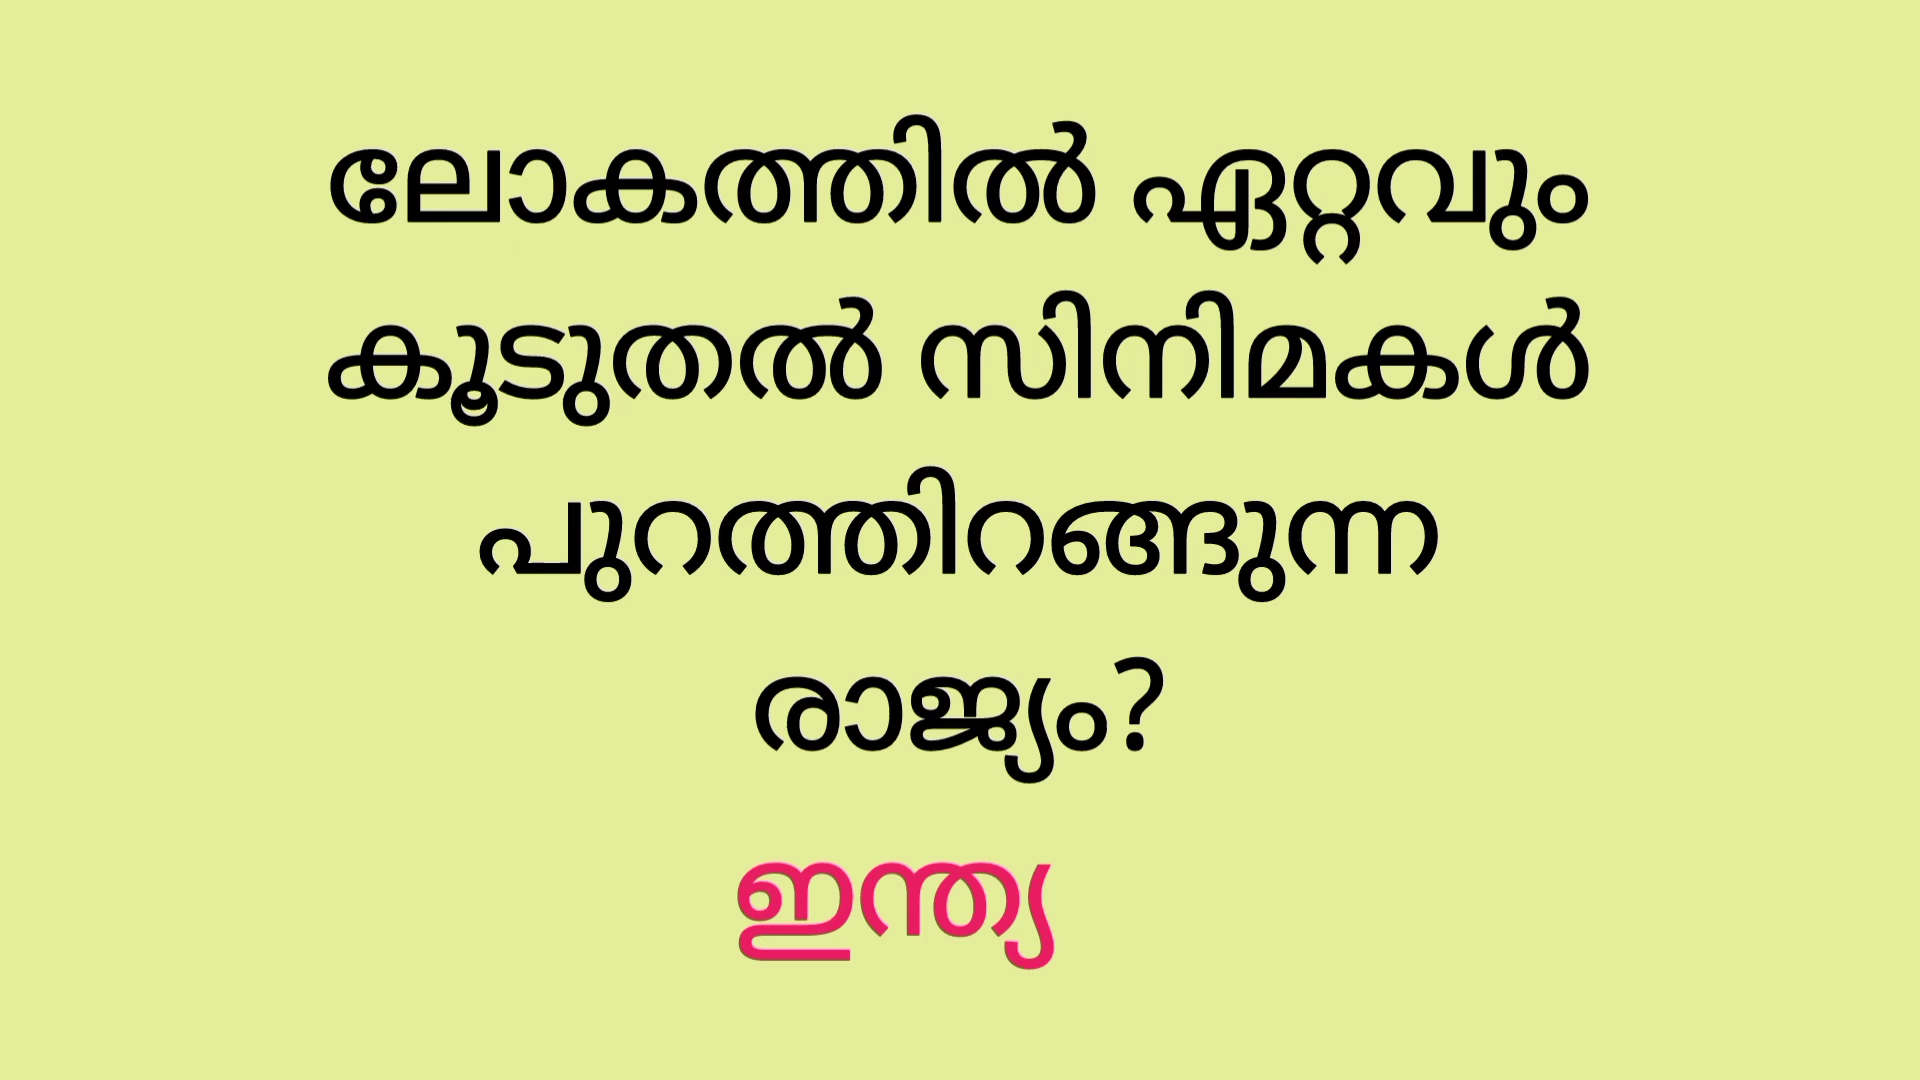 ലോകത്തിൽ ഏറ്റവും
കൂടുതൽ സിനിമകൾ
പുറത്തിറങ്ങുന്ന
രാജ്യം?
ഇന്ത്യ